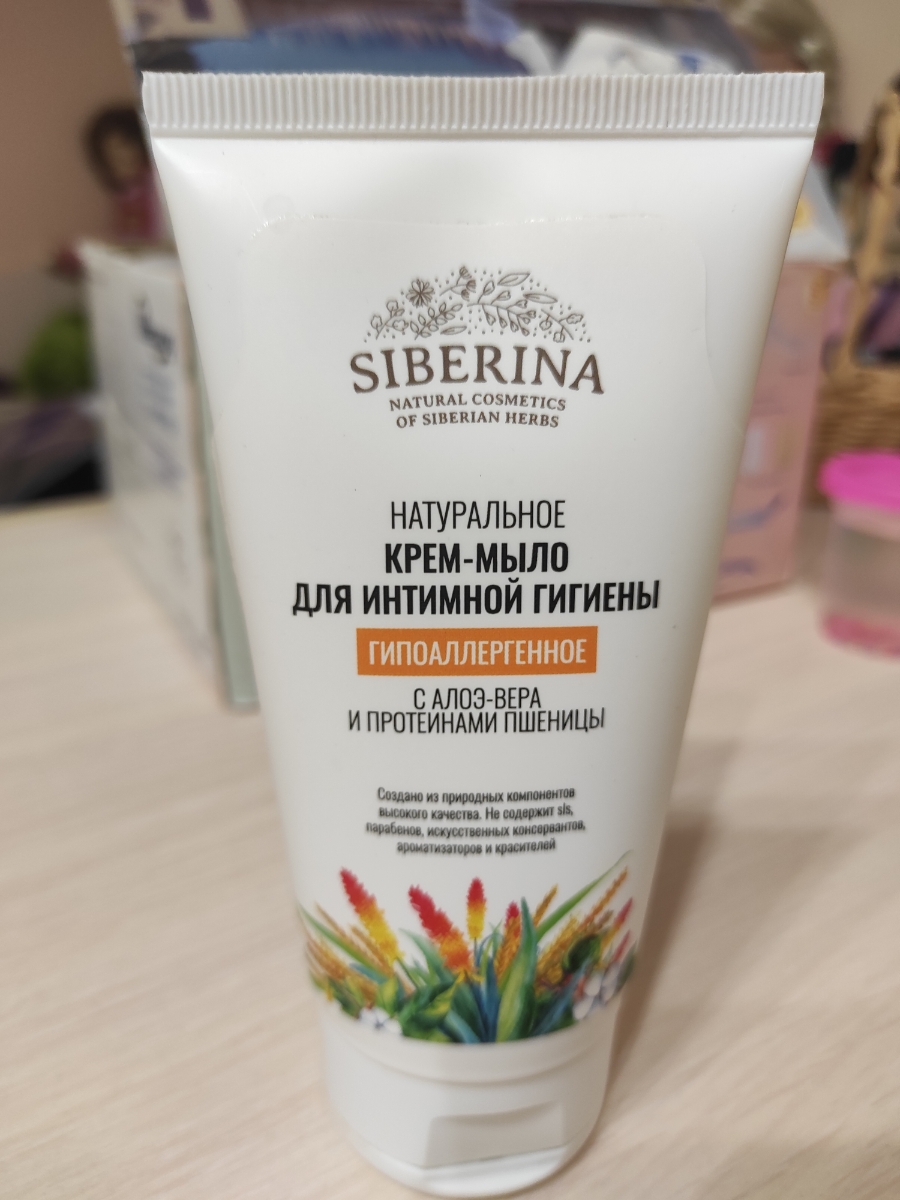 SIBERINA
NATURAL COSMETICS
OF SIBERIAN HERBS
НАТУРАЛЬНОЕ
КРЕМ-МЫЛО
ДЛЯ ИНТИМНОЙ ГИГИЕНЫ
ГИПОАЛЛЕРГЕННОЕ
С АЛОЭ-ВЕРА
И ПРОТЕИНАМИ ПШЕНИЦЫ
Создано из природных компонентов
высокого качества. Не содержит sls,
парабенов, искусственных консервантов,
ароматизаторов и красителей